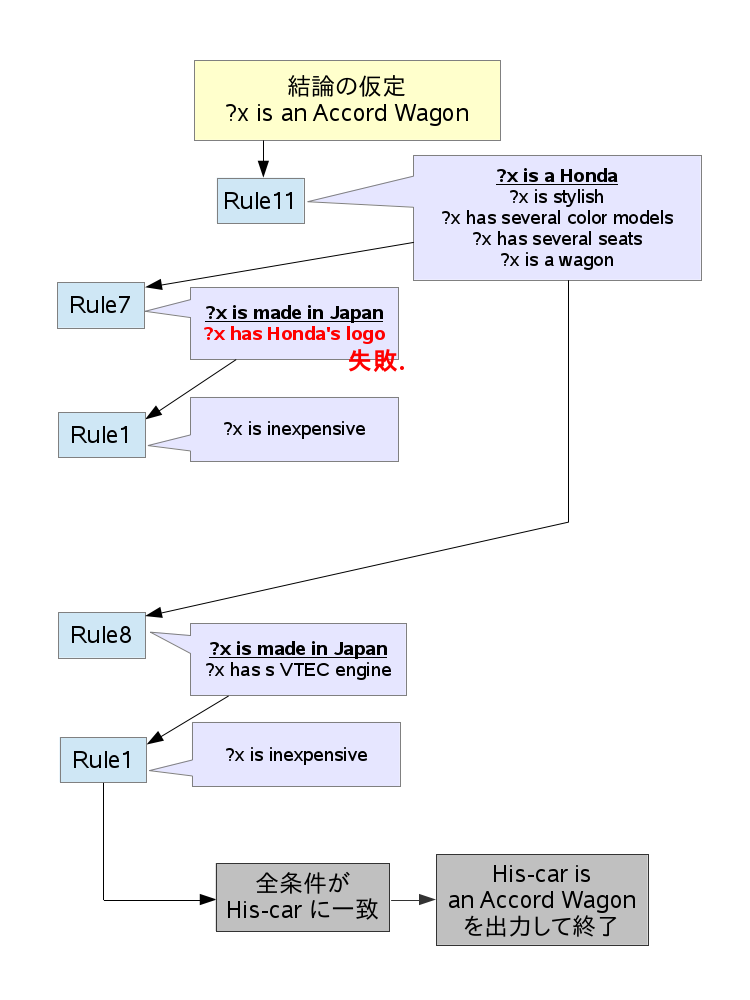 結論の仮定
?x is an Accord Wagon
Rule11
?x is a Honda
?x is stylish
?x has several color models
?x has several seats
?x is a wagon
Rule7
?x is made in Japan
?x has Honda's logo
失敗.
Rule1
?x is inexpensive
Rule8
?x is made in Japan
?x has s VTEC engine
Rule1
?x is inexpensive
全条件が
His-car に一致
His-car is
an Accord Wagon
を出力して終了